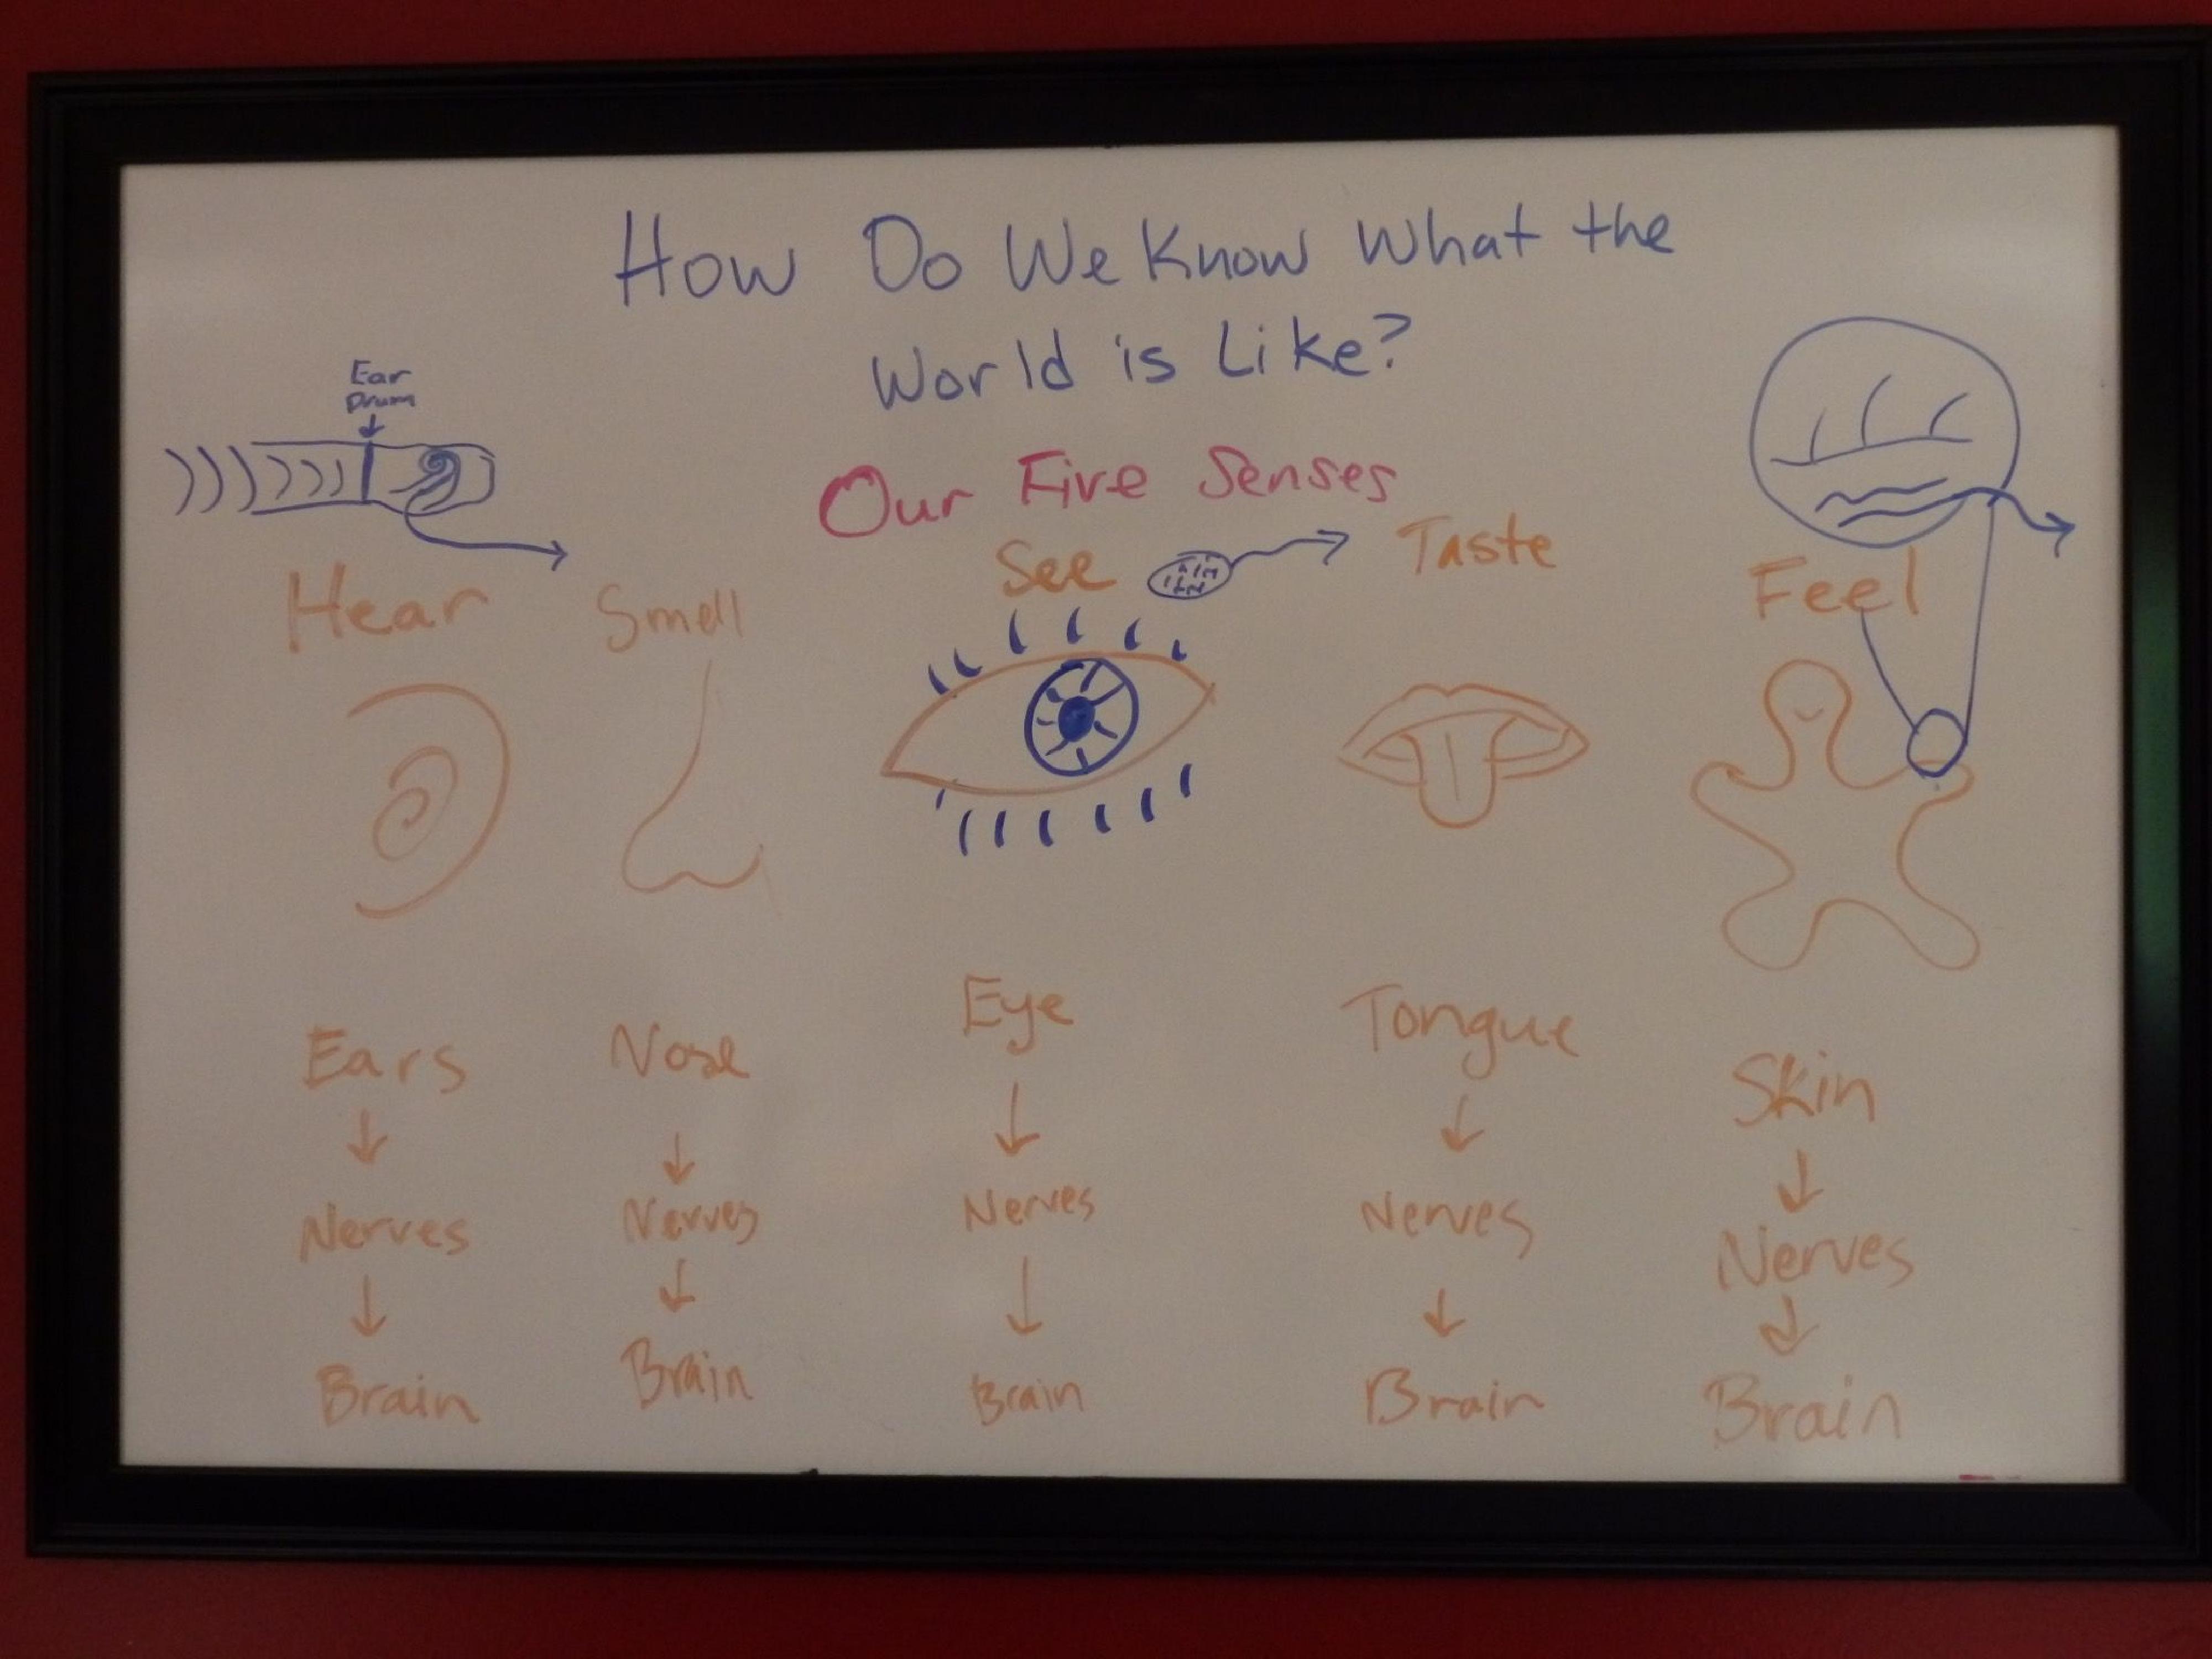 How Do We Know What the
World is Like?
Ear
Drum
Our Five Senses
Hear
Smell
See
Taste
Feel
Ears
Nose
Eye
Tongue
Skin
Nerves
Nerves
Nerves
Nerves
Nerves
Brain
Brain
Brain
Brain
Brain